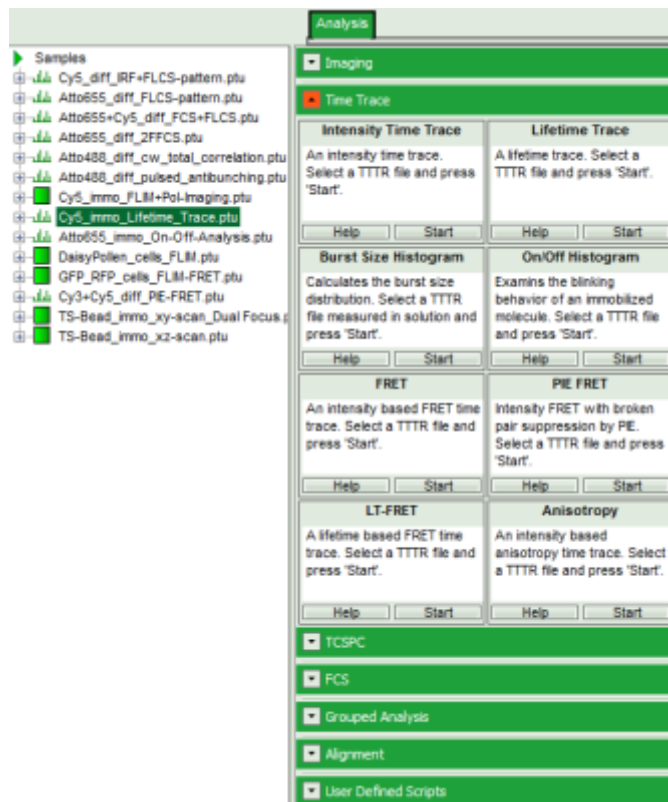 Analysis
Samples
Cy5_diff_IRF+FLCS-pattern.ptu
Atto655_diff_FLCS-pattern.ptu
Atto655+Cy5_diff_FCS+FLCS.ptu
Atto655_diff_2FFCS.ptu
Atto488_diff_cw_total_correlation.ptu
Atto488_diff_pulsed_antibunching.ptu
Cy5_immo_FLIM+Pol-Imaging.ptu
Cy5_immo_Lifetime_Trace.ptu
Atto655_immo_On-Off-Analysis.ptu
DaisyPollen_cells_FLIM.ptu
GFP_RFP_cells_FLIM-FRET.ptu
Cy3+Cy5_diff_PIE-FRET.ptu
TS-Bead_immo_xy-scan_Dual Focus.p
TS-Bead_immo_xz-scan.ptu
Imaging
Time Trace
Intensity Time Trace
An intensity time trace.
Select a TTTR file and press
'Start'.
Help Start
Lifetime Trace
A lifetime trace. Select a
TTTR file and press 'Start'.
Help Start
Burst Size Histogram
Calculates the burst size
distribution. Select a TTTR
file measured in solution and
press 'Start'.
Help Start
On/Off Histogram
Examines the blinking
behavior of an immobilized
molecule. Select a TTTR file
and press 'Start'.
Help Start
FRET
An intensity based FRET time
trace. Select a TTTR file and
press 'Start'.
Help Start
PIE FRET
Intensity FRET with broken
pair suppression by PIE.
Select a TTTR file and press
'Start'.
Help Start
LT-FRET
A lifetime based FRET time
trace. Select a TTTR file and
press 'Start'.
Help Start
Anisotropy
An intensity based
anisotropy time trace. Select
a TTTR file and press 'Start'.
Help Start
TCSPC
FCS
Grouped Analysis
Alignment
User Defined Scripts